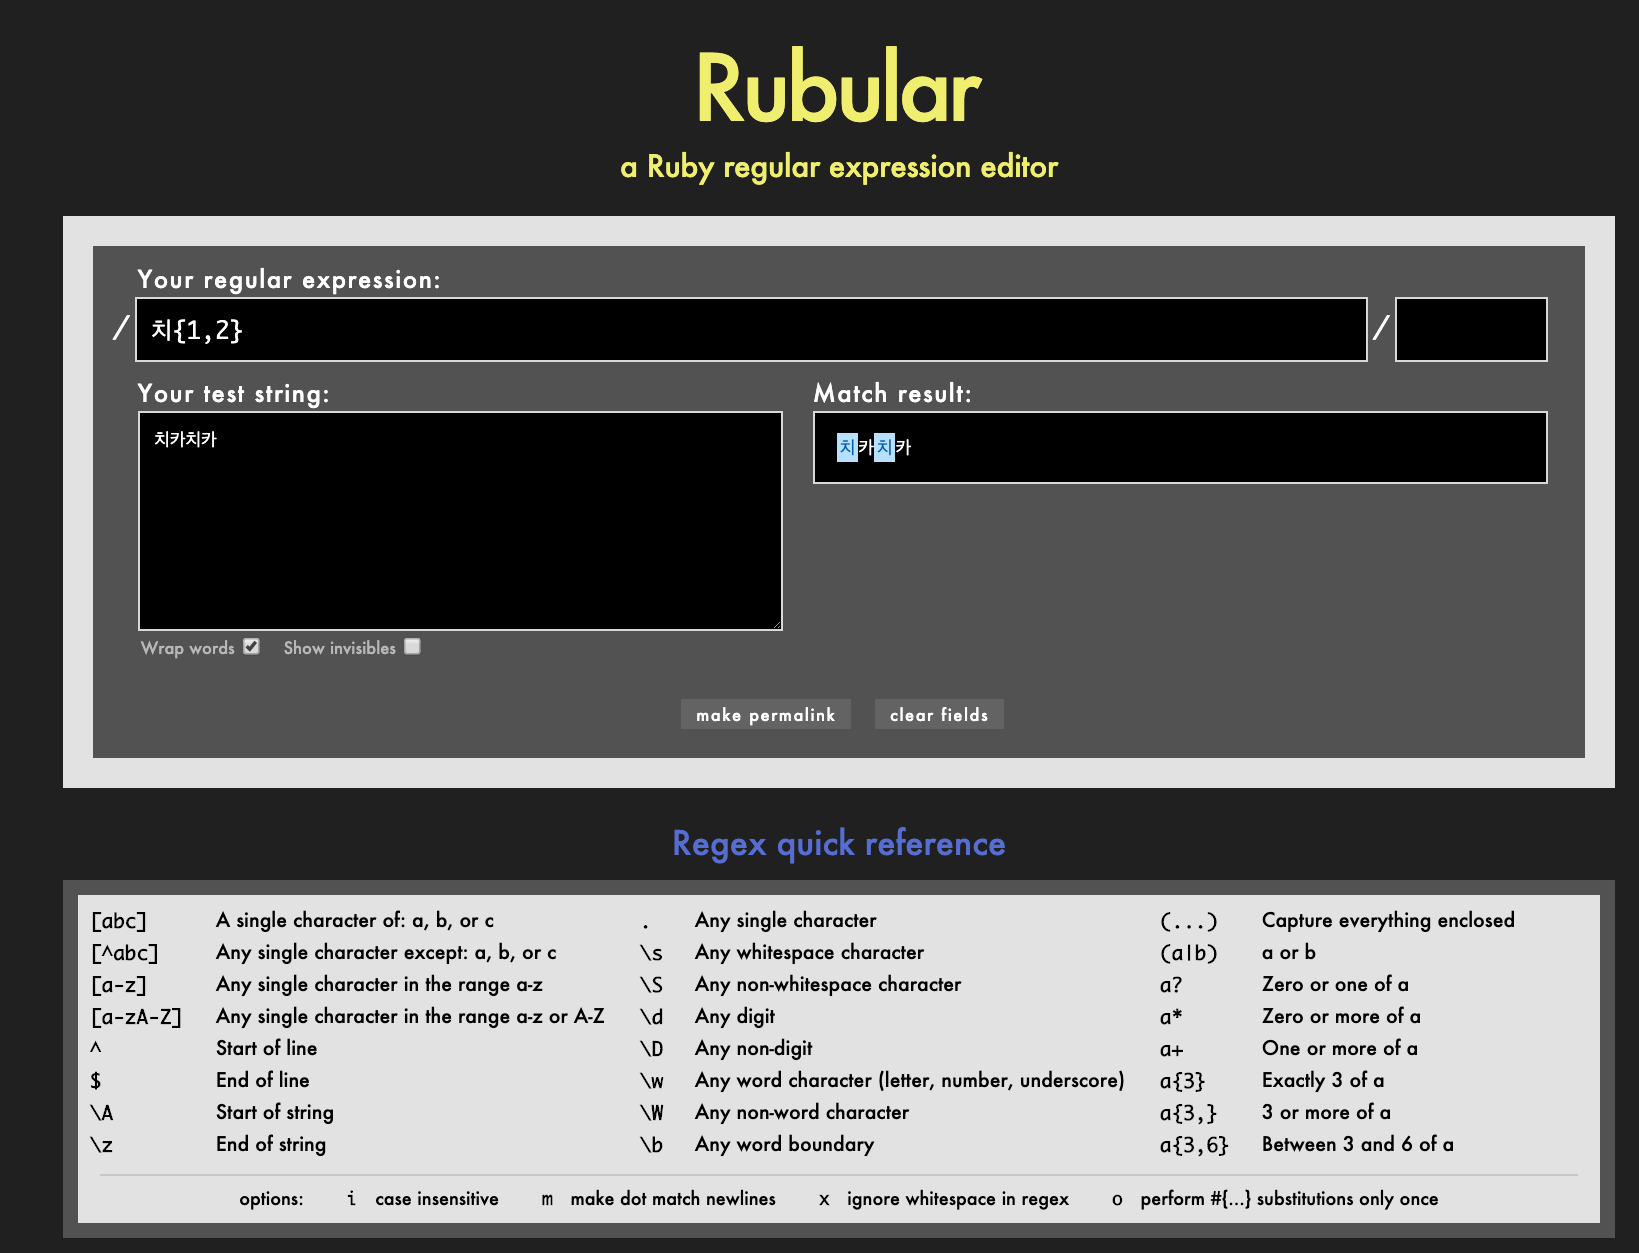 Rubular
a Ruby regular expression editor
Your regular expression:
/ 치{1,2} /
Your test string:
치카치카
Match result:
치카치카
Wrap words Show invisibles
make permalink clear fields
Regex quick reference
[abc] A single character of: a, b, or c
[^abc] Any single character except: a, b, or c
[a-z] Any single character in the range a-z
[a-zA-Z] Any single character in the range a-z or A-Z
^ Start of line
$ End of line
\A Start of string
\z End of string
. Any single character
\s Any whitespace character
\S Any non-whitespace character
\d Any digit
\D Any non-digit
\w Any word character (letter, number, underscore)
\W Any non-word character
\b Any word boundary
(...) Capture everything enclosed
(a|b) a or b
a? Zero or one of a
a* Zero or more of a
a+ One or more of a
a{3} Exactly 3 of a
a{3,} 3 or more of a
a{3,6} Between 3 and 6 of a
options: i case insensitive m make dot match newlines x ignore whitespace in regex o perform #{...} substitutions only once